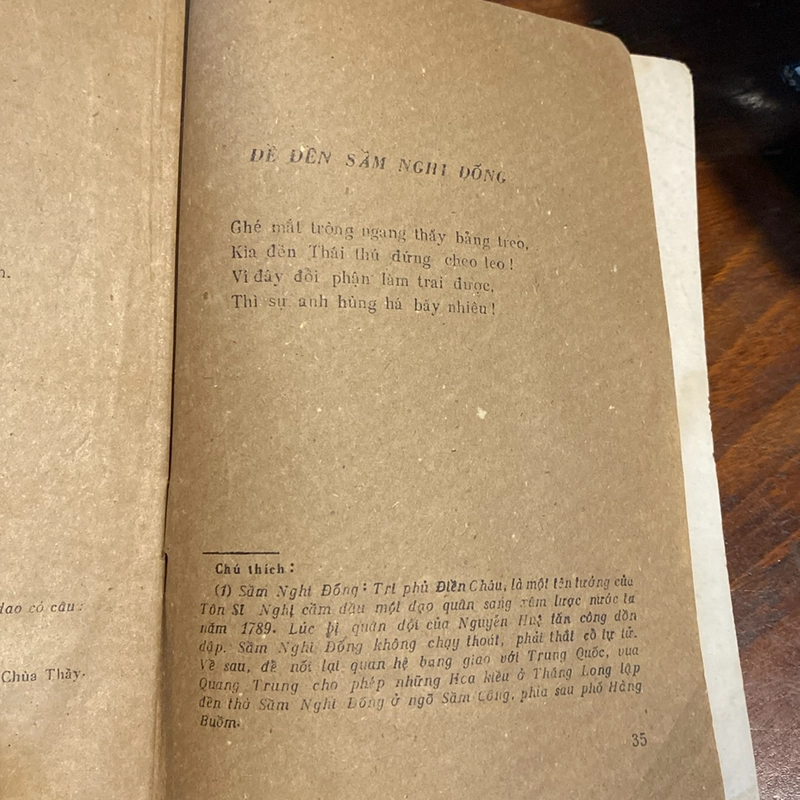 ĐỀ ĐỀN SẦM NGHI ĐỐNG
Ghé mắt trông ngang thấy bảng treo,
Kìa đền Thái thú đứng cheo leo!
Ví đây đổi phận làm trai được,
Thì sự anh hùng há bấy nhiêu!
Chú thích:
(1) Sầm Nghi Đống: Tri phủ Điền Châu, là một tên tướng của
Tôn Sĩ Nghị cầm đầu một đạo quân sang xâm lược nước ta
năm 1789. Lúc bị quân đội của Nguyễn Huệ tấn công dồn
dập. Sầm Nghi Đống không chạy thoát, phải thắt cổ tự tử.
Về sau, để nối lại quan hệ bang giao với Trung Quốc, vua
Quang Trung cho phép những Hoa kiều ở Thăng Long lập
đền thờ Sầm Nghi Đống ở ngõ Sầm Công, phía sau phố Hàng
Buồm.
35
có câu:
Chùa Thầy.